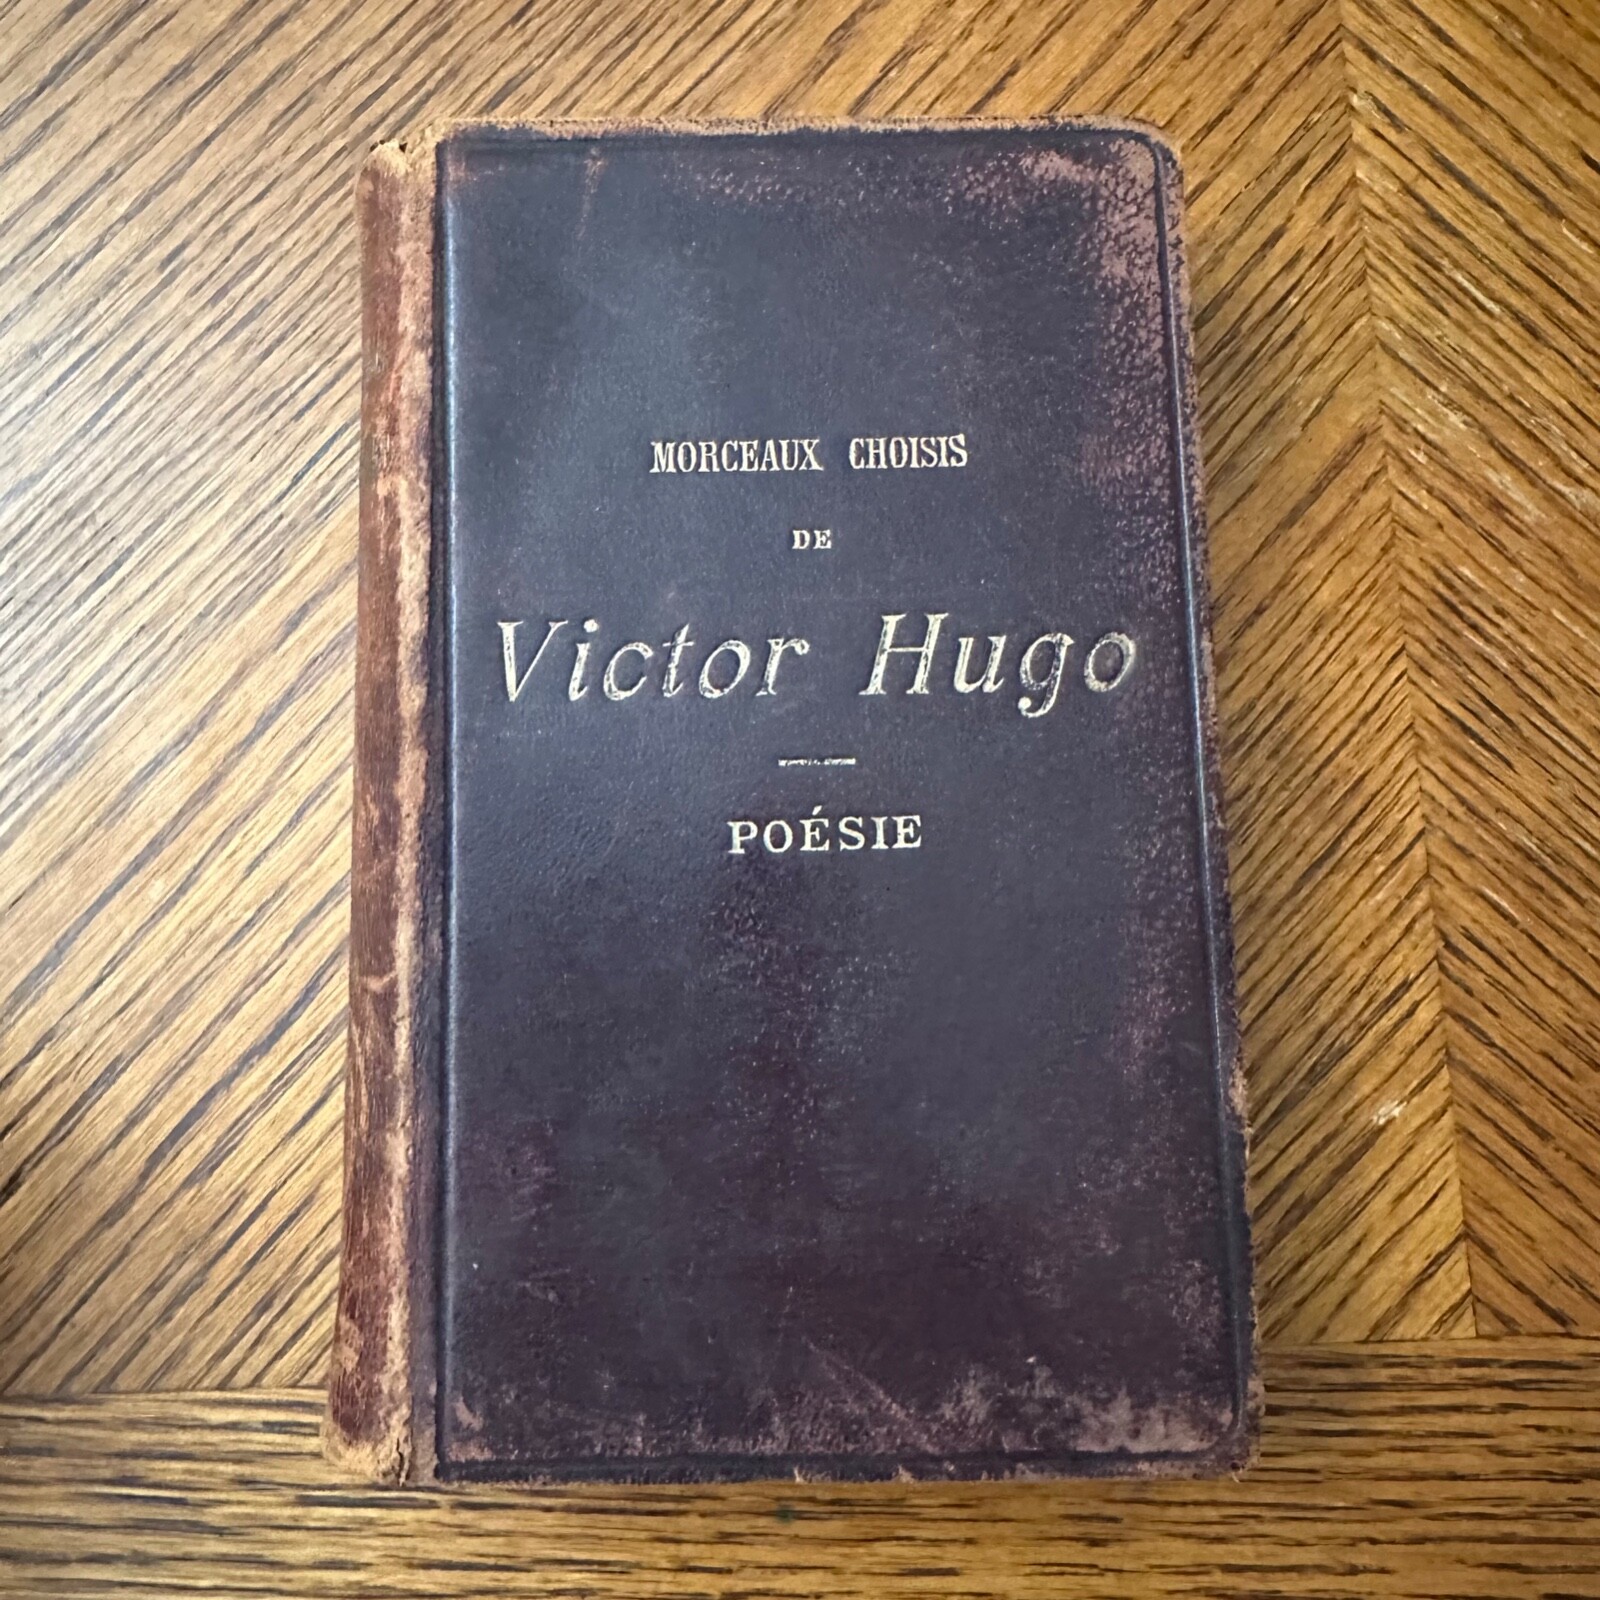 MORCEAUX CHOISIS
DE
Victor Hugo
POÉSIE